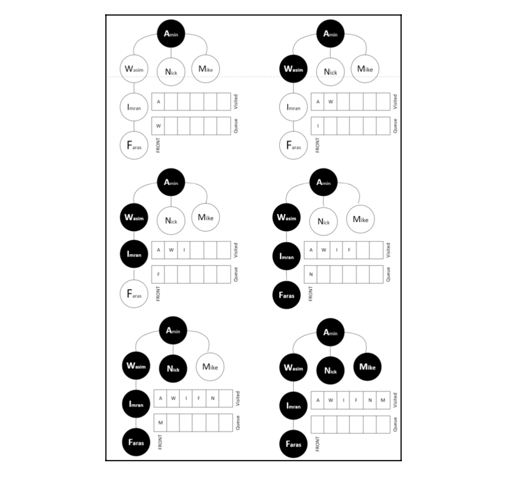 Amin
Wasim
Nick
Mike
Imran
A
Visited
W
Queue
Faras
FRONT
Amin
Wasim
Nick
Mike
Imran
A W
Visited
I
Queue
Faras
FRONT
Amin
Wasim
Nick
Mike
Imran
A W I
Visited
F
Queue
Faras
FRONT
Amin
Wasim
Nick
Mike
Imran
A W I F
Visited
N
Queue
Faras
FRONT
Amin
Wasim
Nick
Mike
Imran
A W I F N
Visited
M
Queue
Faras
FRONT
Amin
Wasim
Nick
Mike
Imran
A W I F N M
Visited
Queue
Faras
FRONT